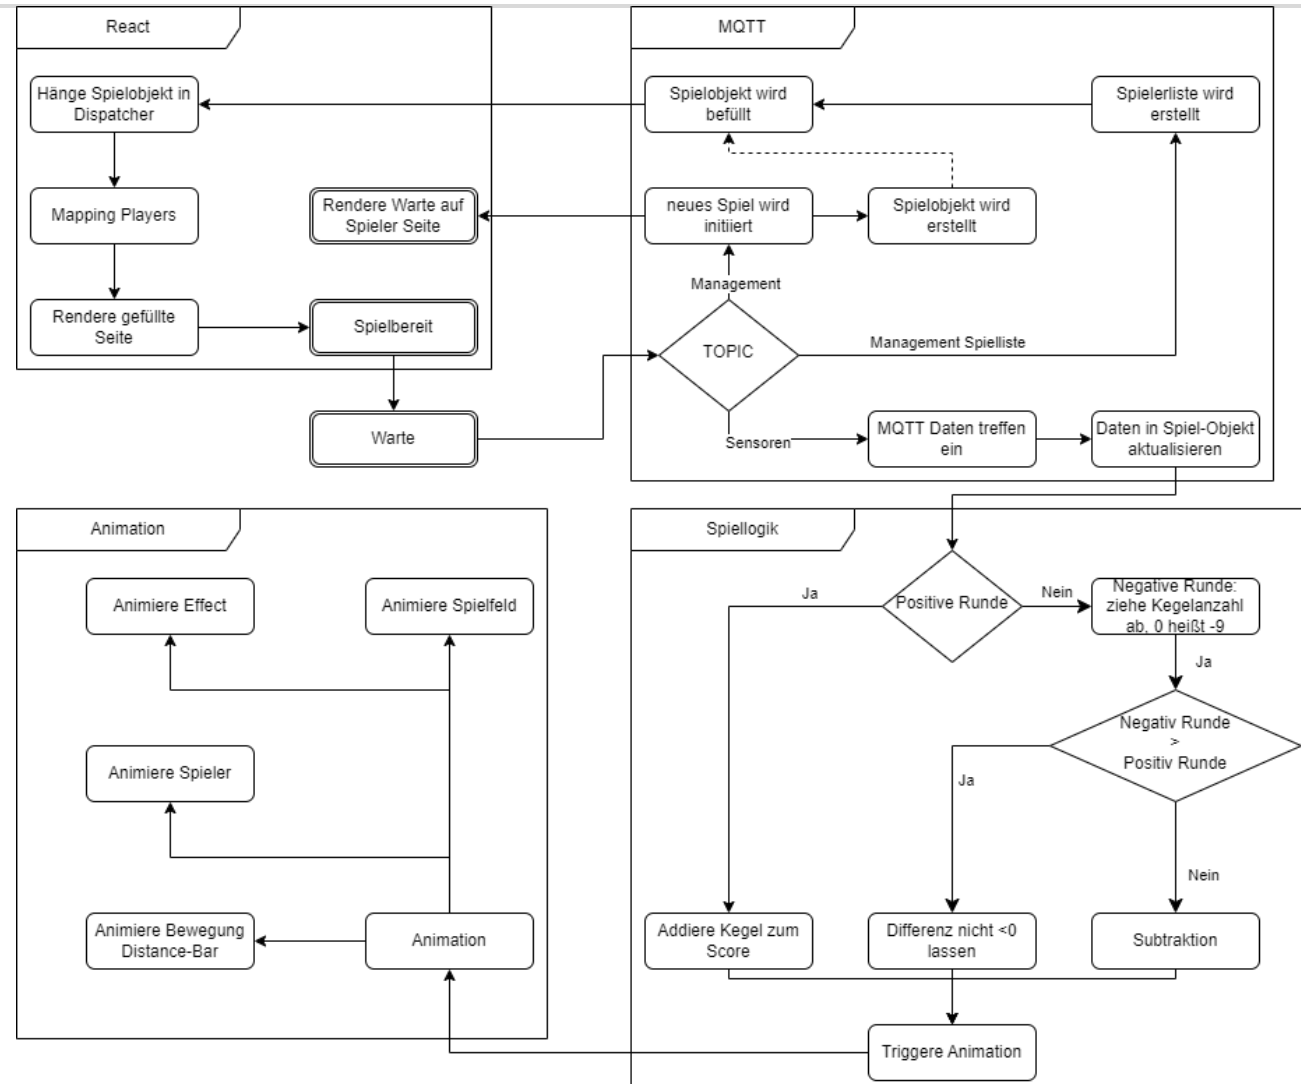 React
Hänge Spielobjekt in
Dispatcher
Mapping Players
Rendere Warte auf
Spieler Seite
Rendere gefüllte
Seite
Spielbereit
Warte
MQTT
Spielobjekt wird
befüllt
Spielerliste wird
erstellt
neues Spiel wird
initiiert
Spielobjekt wird
erstellt
Management
TOPIC
Management Spielliste
Sensoren
MQTT Daten treffen
ein
Daten in Spiel-Objekt
aktualisieren
Animation
Animiere Effect
Animiere Spielfeld
Animiere Spieler
Animiere Bewegung
Distance-Bar
Animation
Spiellogik
Ja
Positive Runde
Nein
Negative Runde:
ziehe Kegelanzahl
ab, 0 heißt -9
Ja
Negativ Runde
>
Positiv Runde
Ja
Nein
Addiere Kegel zum
Score
Differenz nicht <0
lassen
Subtraktion
Triggere Animation